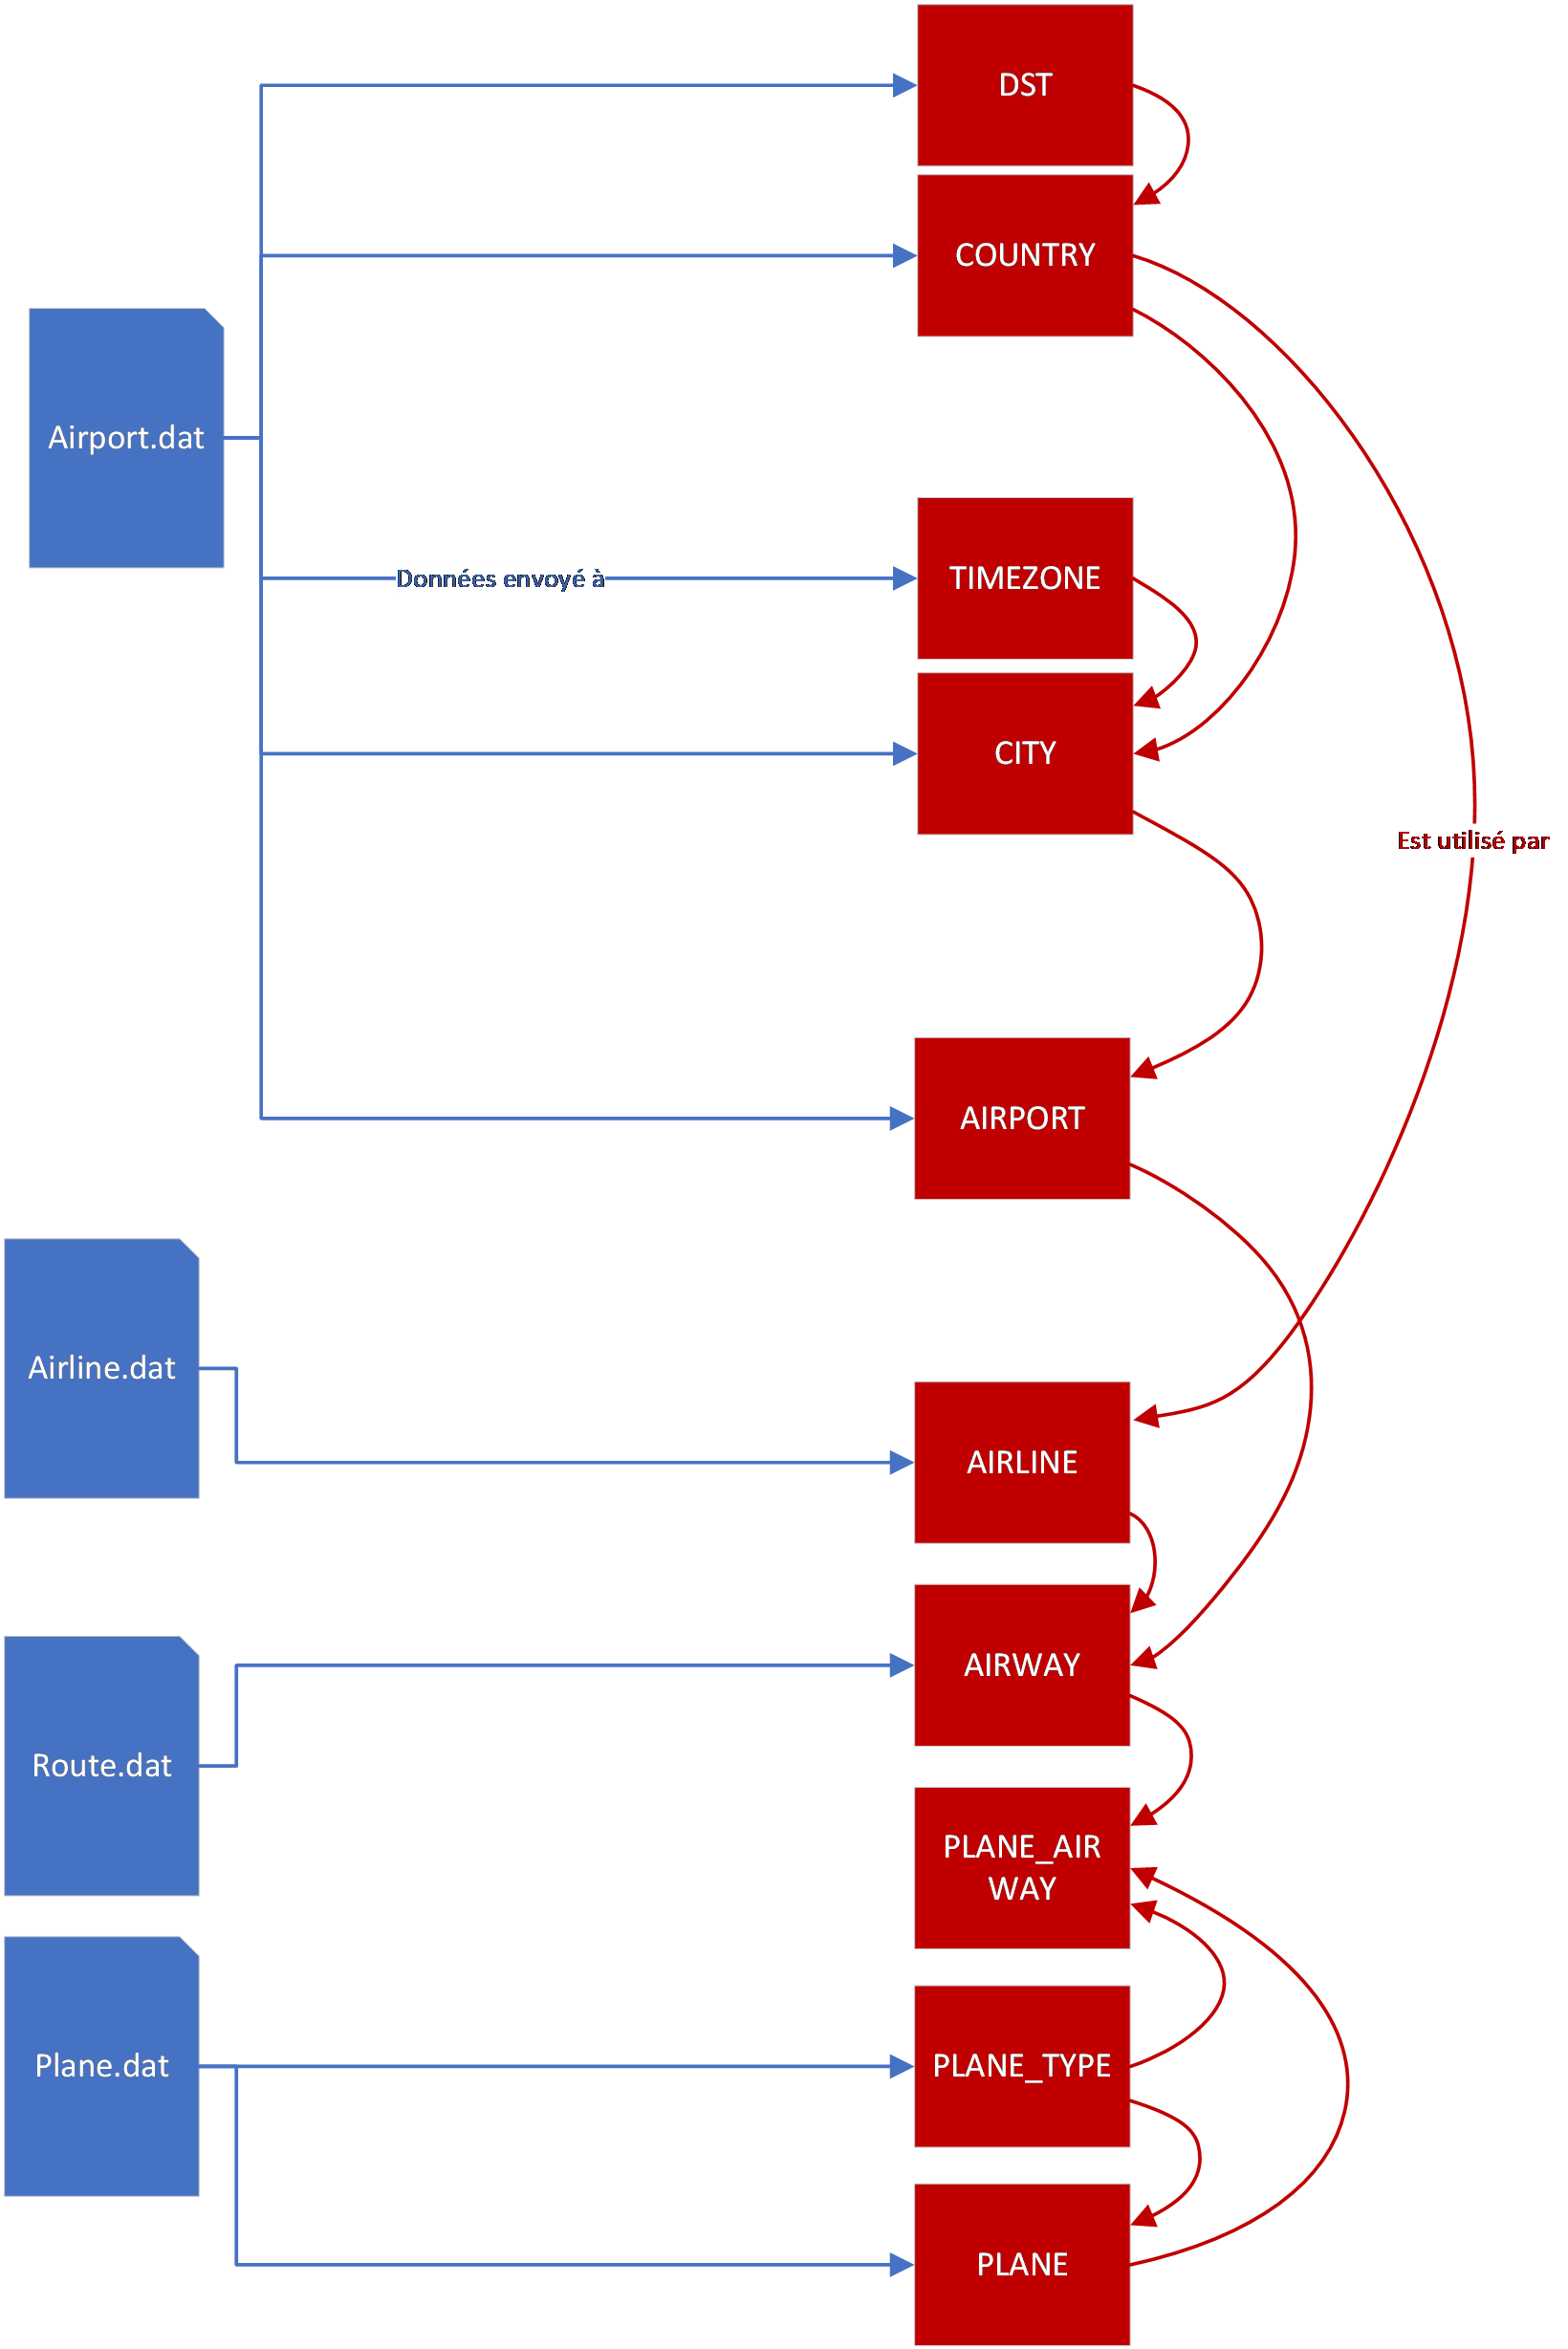 DST
COUNTRY
Airport.dat
Données envoyé à
TIMEZONE
CITY
Est utilisé par
AIRPORT
Airline.dat
AIRLINE
AIRWAY
Route.dat
PLANE_AIR
WAY
Plane.dat
PLANE_TYPE
PLANE